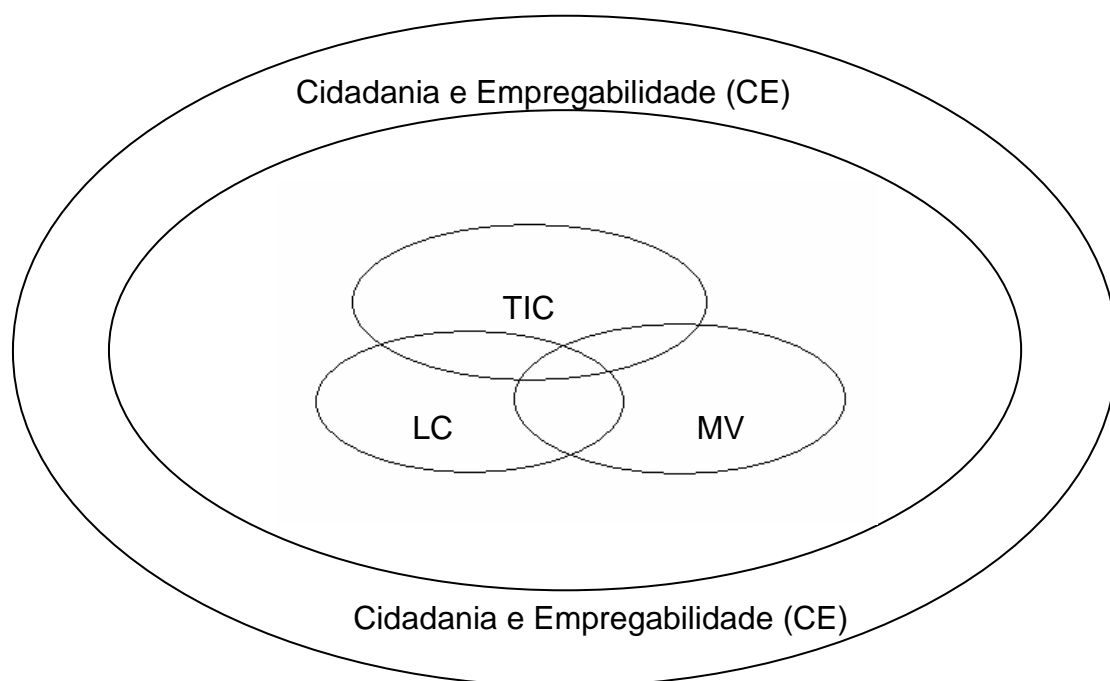 Cidadania e Empregabilidade (CE)
TIC
LC
MV
Cidadania e Empregabilidade (CE)